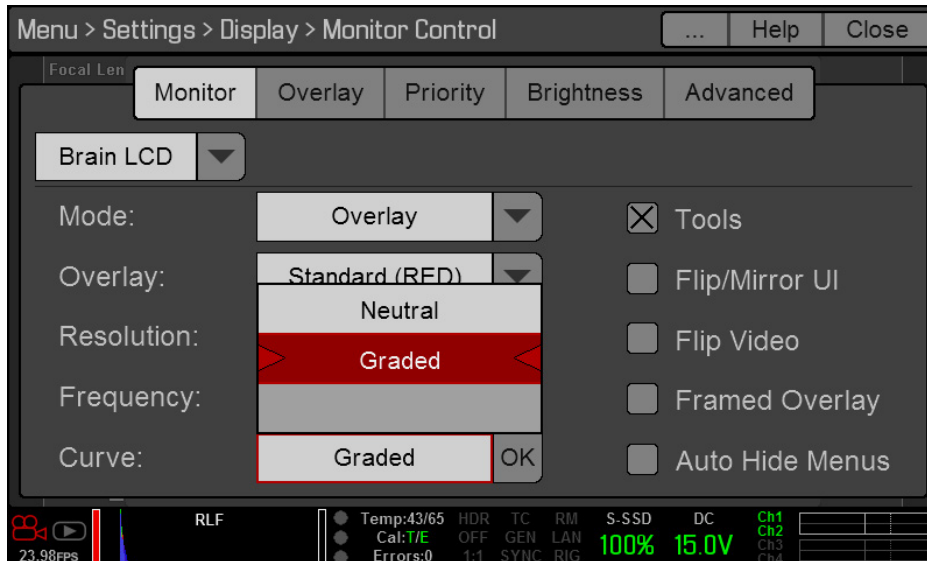 Menu > Settings > Display > Monitor Control
... Help Close
Focal Len
Monitor Overlay Priority Brightness Advanced
Brain LCD
Mode: Overlay Tools
Overlay: Standard (RED) Flip/Mirror UI
Neutral
Resolution: Graded Flip Video
Frequency: Framed Overlay
Curve: Graded OK Auto Hide Menus
RLF Temp:43/65 HDR TC RM S-SSD DC Ch1
Cal:T/E OFF GEN LAN 100% 15.0V Ch2
23.98FPS Errors:0 1:1 SYNC RIG Ch3
Ch4